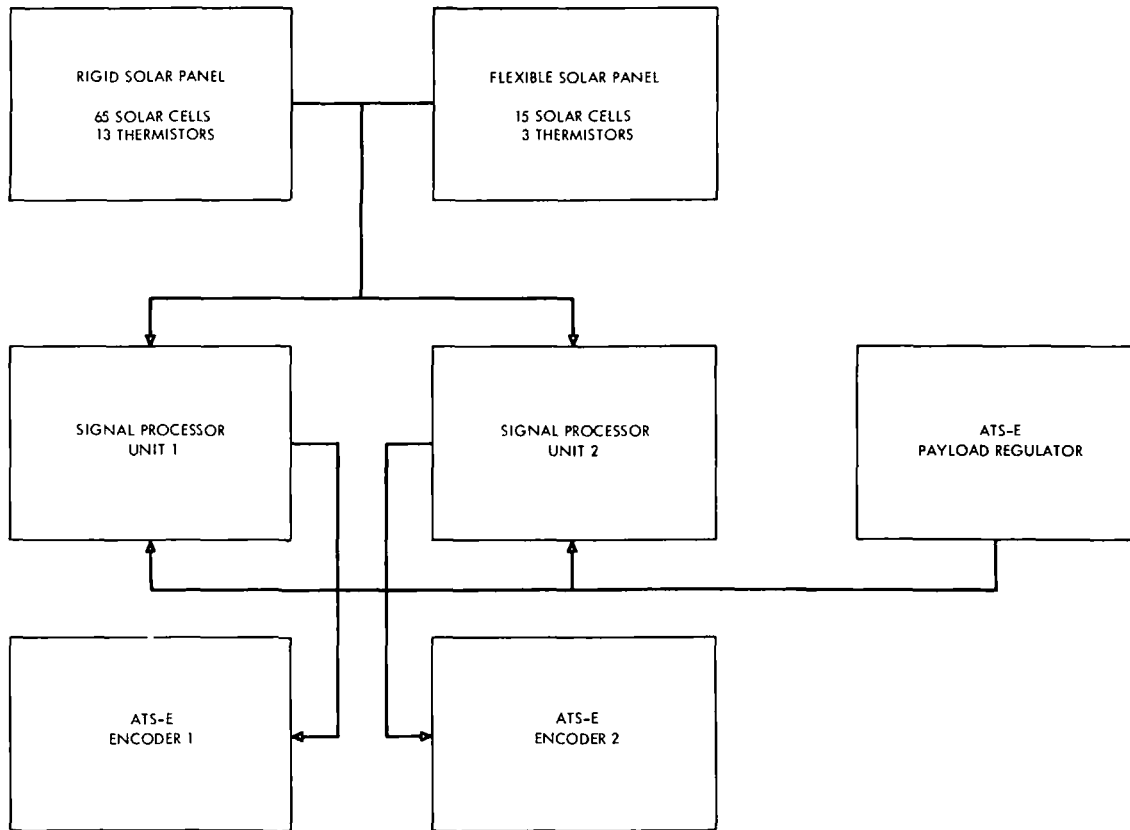 RIGID SOLAR PANEL
65 SOLAR CELLS
13 THERMISTORS
FLEXIBLE SOLAR PANEL
15 SOLAR CELLS
3 THERMISTORS
SIGNAL PROCESSOR
UNIT 1
SIGNAL PROCESSOR
UNIT 2
ATS-E
PAYLOAD REGULATOR
ATS-E
ENCODER 1
ATS-E
ENCODER 2